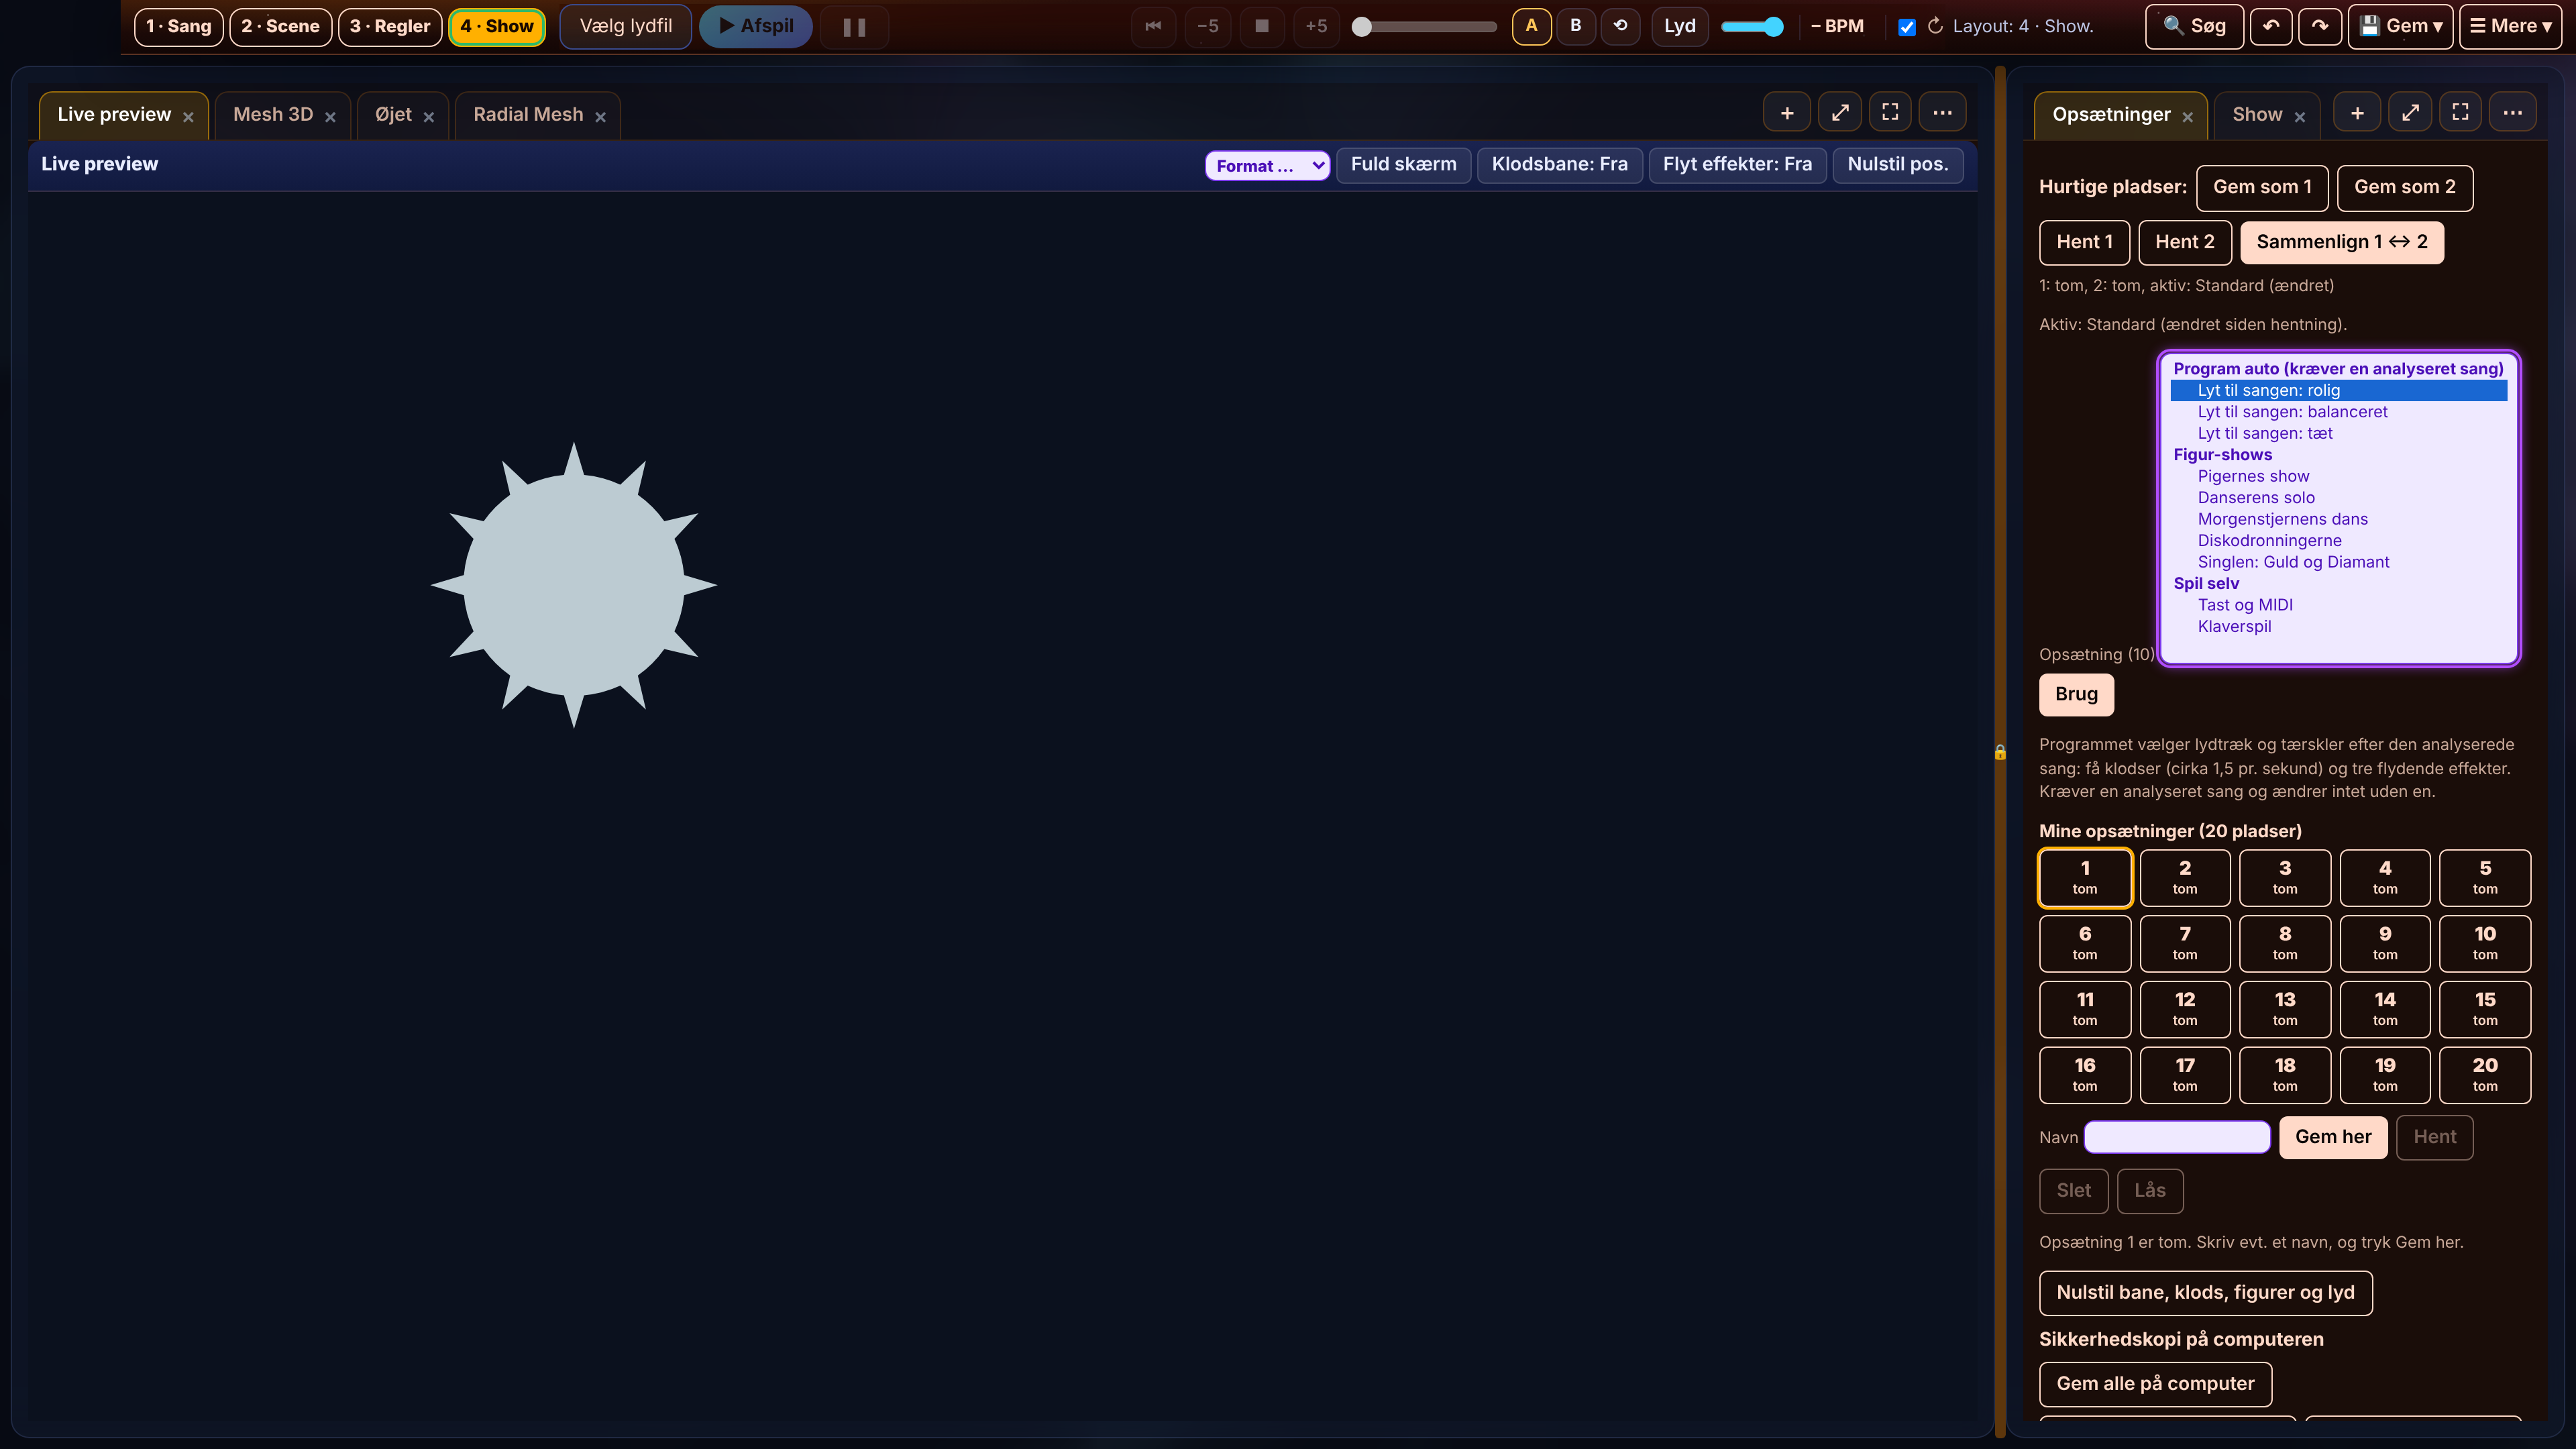 1 · Sang 2 · Scene 3 · Regler 4 · Show Vælg lydfil ▶ Afspil ❚❚ ⏮ −5 ■ +5 A B ⟲ Lyd – BPM Layout: 4 · Show. 🔍 Søg ↶ ↷ 💾 Gem ▾ ☰ Mere ▾
Live preview × Mesh 3D × Øjet × Radial Mesh × + ⤢ ⛶ ⋯
Live preview Format ... Fuld skærm Klodsbane: Fra Flyt effekter: Fra Nulstil pos.
Opsætninger × Show × + ⤢ ⛶ ⋯
Hurtige pladser: Gem som 1 Gem som 2
Hent 1 Hent 2 Sammenlign 1 ↔ 2
1: tom, 2: tom, aktiv: Standard (ændret)
Aktiv: Standard (ændret siden hentning).
Program auto (kræver en analyseret sang)
Lyt til sangen: rolig
Lyt til sangen: balanceret
Lyt til sangen: tæt
Figur-shows
Pigernes show
Danserens solo
Morgenstjernens dans
Diskodronningerne
Singlen: Guld og Diamant
Spil selv
Tast og MIDI
Klaverspil
Opsætning (10)
Brug
Programmet vælger lydtræk og tærskler efter den analyserede
sang: få klodser (cirka 1,5 pr. sekund) og tre flydende effekter.
Kræver en analyseret sang og ændrer intet uden en.
Mine opsætninger (20 pladser)
1 2 3 4 5
tom tom tom tom tom
6 7 8 9 10
tom tom tom tom tom
11 12 13 14 15
tom tom tom tom tom
16 17 18 19 20
tom tom tom tom tom
Navn Gem her Hent
Slet Lås
Opsætning 1 er tom. Skriv evt. et navn, og tryk Gem her.
Nulstil bane, klods, figurer og lyd
Sikkerhedskopi på computeren
Gem alle på computer